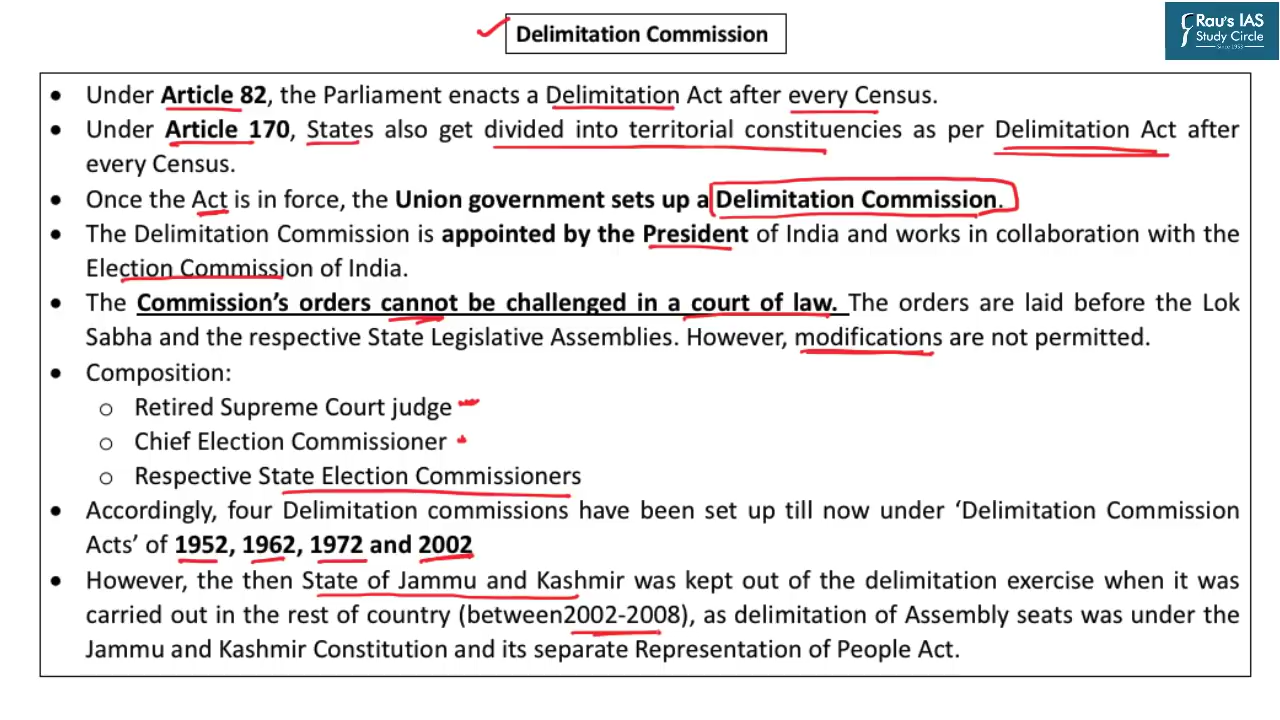 Delimitation Commission
Rau's IAS
Study Circle
Since 1953
• Under Article 82, the Parliament enacts a Delimitation Act after every Census.
• Under Article 170, States also get divided into territorial constituencies as per Delimitation Act after
every Census.
• Once the Act is in force, the Union government sets up a Delimitation Commission.
• The Delimitation Commission is appointed by the President of India and works in collaboration with the
Election Commission of India.
• The Commission's orders cannot be challenged in a court of law. The orders are laid before the Lok
Sabha and the respective State Legislative Assemblies. However, modifications are not permitted.
• Composition:
o Retired Supreme Court judge
o Chief Election Commissioner
o Respective State Election Commissioners
• Accordingly, four Delimitation commissions have been set up till now under ‘Delimitation Commission
Acts’ of 1952, 1962, 1972 and 2002
• However, the then State of Jammu and Kashmir was kept out of the delimitation exercise when it was
carried out in the rest of country (between2002-2008), as delimitation of Assembly seats was under the
Jammu and Kashmir Constitution and its separate Representation of People Act.